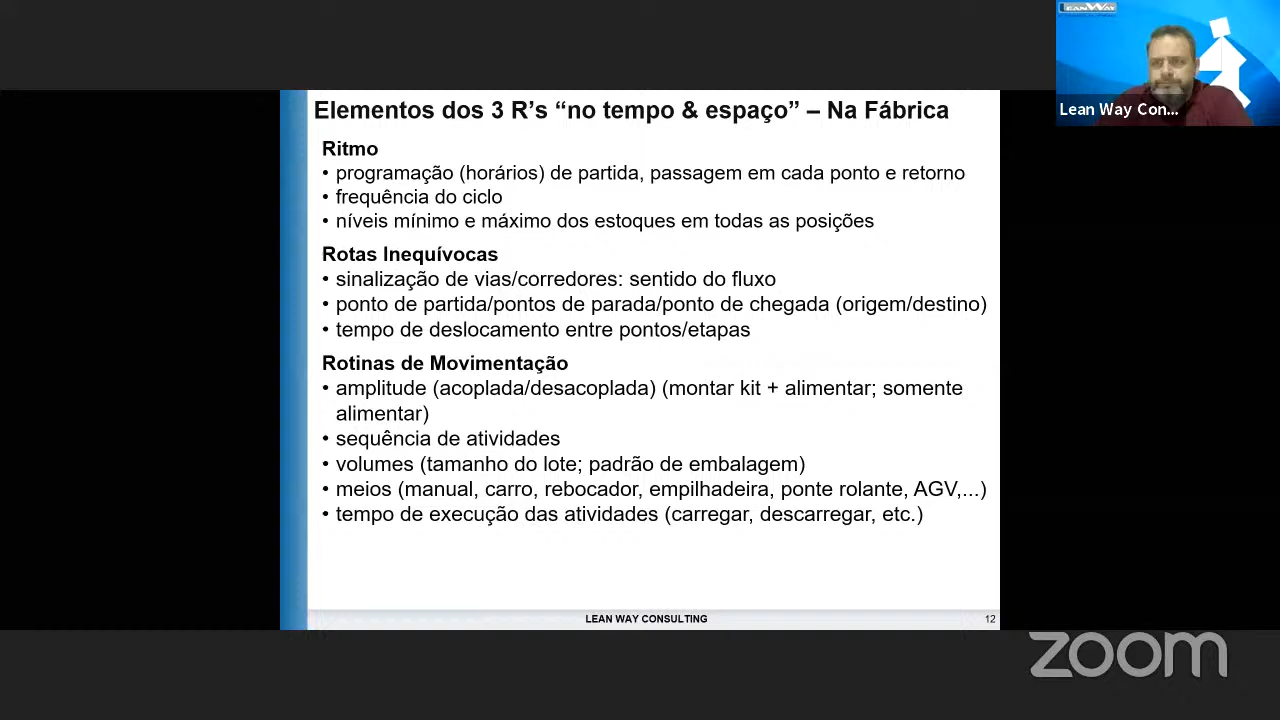 LEANWAY
Lean Way Con...
Elementos dos 3 R’s “no tempo & espaço” – Na Fábrica
Ritmo
• programação (horários) de partida, passagem em cada ponto e retorno
• frequência do ciclo
• níveis mínimo e máximo dos estoques em todas as posições
Rotas Inequívocas
• sinalização de vias/corredores: sentido do fluxo
• ponto de partida/pontos de parada/ponto de chegada (origem/destino)
• tempo de deslocamento entre pontos/etapas
Rotinas de Movimentação
• amplitude (acoplada/desacoplada) (montar kit + alimentar; somente
alimentar)
• sequência de atividades
• volumes (tamanho do lote; padrão de embalagem)
• meios (manual, carro, rebocador, empilhadeira, ponte rolante, AGV,...)
• tempo de execução das atividades (carregar, descarregar, etc.)
LEAN WAY CONSULTING
12
zoom